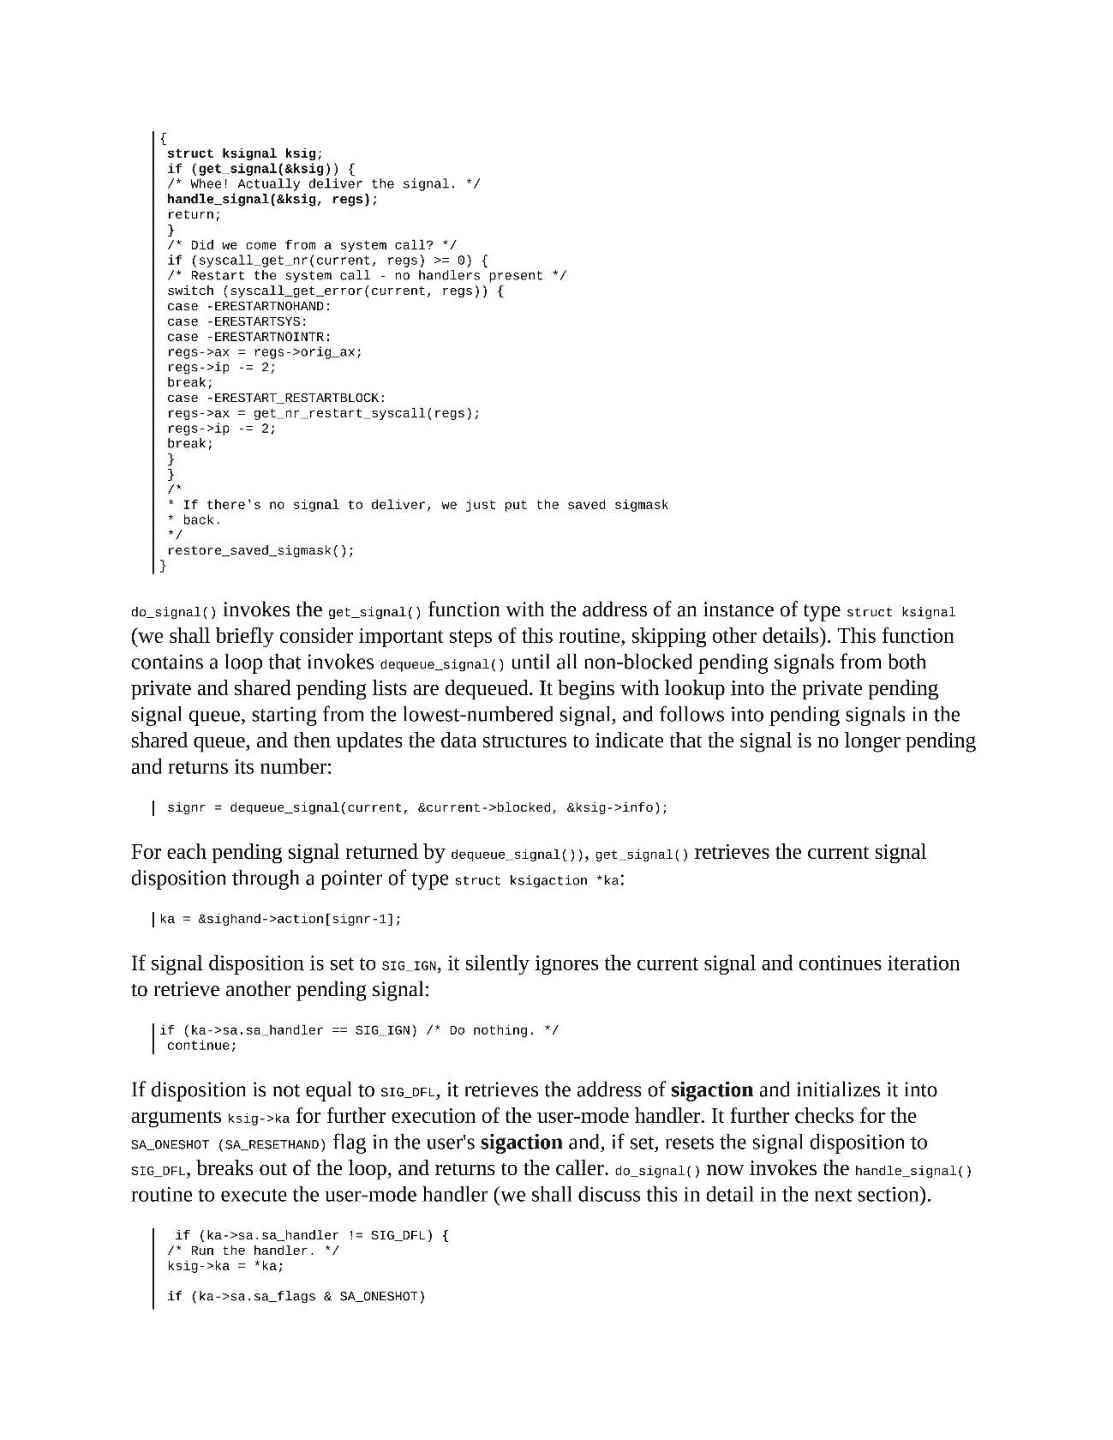 {
struct ksignal ksig;
if (get_signal(&ksig)) {
/* Whee! Actually deliver the signal. */
handle_signal(&ksig, regs);
return;
}
/* Did we come from a system call? */
if (syscall_get_nr(current, regs) >= 0) {
/* Restart the system call - no handlers present */
switch (syscall_get_error(current, regs)) {
case -ERESTARTNOHAND:
case -ERESTARTSYS:
case -ERESTARTNOINTR:
regs->ax = regs->orig_ax;
regs->ip -= 2;
break;
case -ERESTART_RESTARTBLOCK:
regs->ax = get_nr_restart_syscall(regs);
regs->ip -= 2;
break;
}
}
/*
* If there's no signal to deliver, we just put the saved sigmask
* back.
*/
restore_saved_sigmask();
}
do_signal() invokes the get_signal() function with the address of an instance of type struct ksignal
(we shall briefly consider important steps of this routine, skipping other details). This function
contains a loop that invokes dequeue_signal() until all non-blocked pending signals from both
private and shared pending lists are dequeued. It begins with lookup into the private pending
signal queue, starting from the lowest-numbered signal, and follows into pending signals in the
shared queue, and then updates the data structures to indicate that the signal is no longer pending
and returns its number:
signr = dequeue_signal(current, &current->blocked, &ksig->info);
For each pending signal returned by dequeue_signal()), get_signal() retrieves the current signal
disposition through a pointer of type struct ksigaction *ka:
ka = &sighand->action[signr-1];
If signal disposition is set to SIG_IGN, it silently ignores the current signal and continues iteration
to retrieve another pending signal:
if (ka->sa.sa_handler == SIG_IGN) /* Do nothing. */
continue;
If disposition is not equal to SIG_DFL, it retrieves the address of sigaction and initializes it into
arguments ksig->ka for further execution of the user-mode handler. It further checks for the
SA_ONESHOT (SA_RESETHAND) flag in the user's sigaction and, if set, resets the signal disposition to
SIG_DFL, breaks out of the loop, and returns to the caller. do_signal() now invokes the handle_signal()
routine to execute the user-mode handler (we shall discuss this in detail in the next section).
if (ka->sa.sa_handler != SIG_DFL) {
/* Run the handler. */
ksig->ka = *ka;
if (ka->sa.sa_flags & SA_ONESHOT)